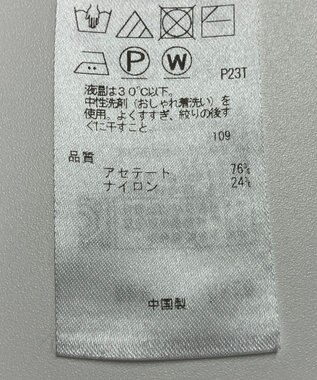 P W
P23T
液温は30℃以下。
中性洗剤(おしゃれ着洗い)を
使用。よくすすぎ、絞りの後す
ぐに干すこと。
109
品質
アセテート 76%
ナイロン 24%
中国製